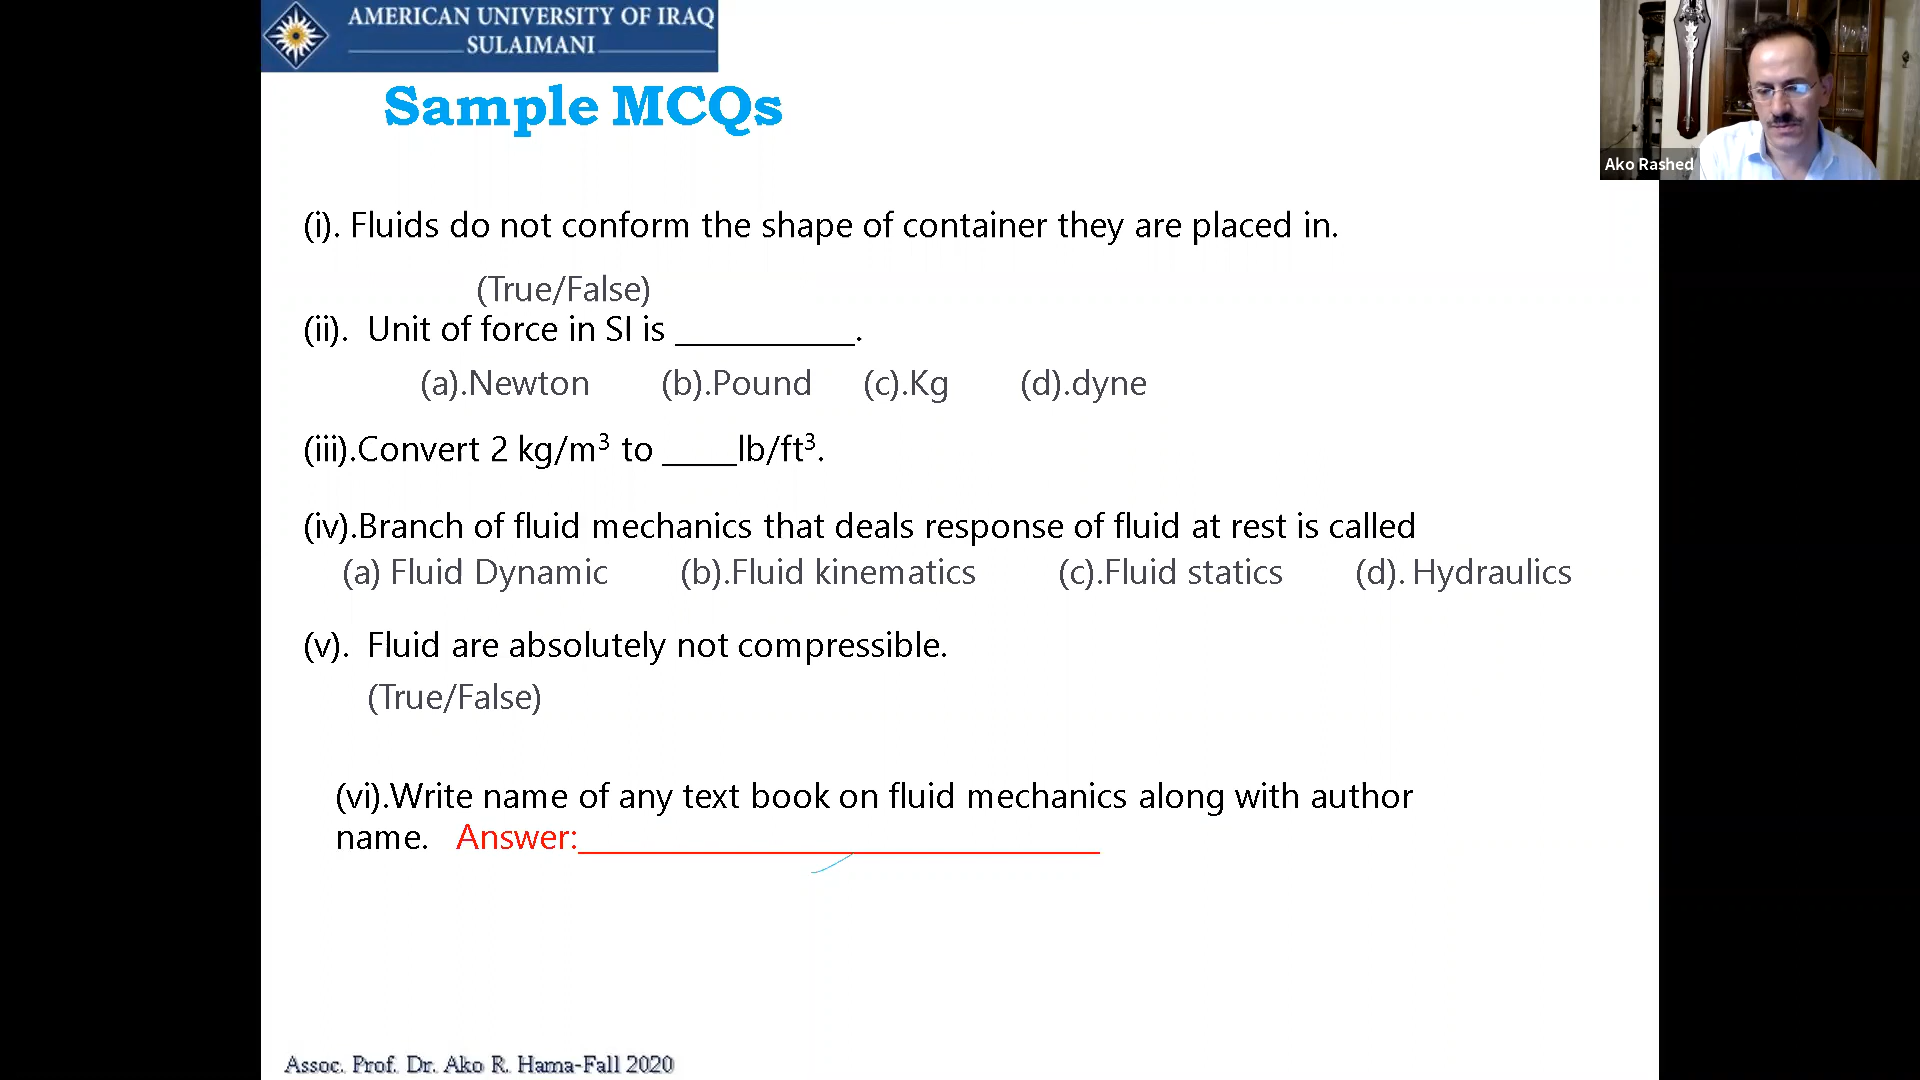 AMERICAN UNIVERSITY OF IRAQ
SULAIMANI
Sample MCQs
Ako Rashed
(i). Fluids do not conform the shape of container they are placed in.
(True/False)
(ii). Unit of force in SI is ___________.
(a).Newton (b).Pound (c).Kg (d).dyne
(iii).Convert 2 kg/m³ to ____lb/ft³.
(iv).Branch of fluid mechanics that deals response of fluid at rest is called
(a) Fluid Dynamic (b).Fluid kinematics (c).Fluid statics (d). Hydraulics
(v). Fluid are absolutely not compressible.
(True/False)
(vi).Write name of any text book on fluid mechanics along with author
name. Answer:______________________________
Assoc. Prof. Dr. Ako R. Hama-Fall 2020